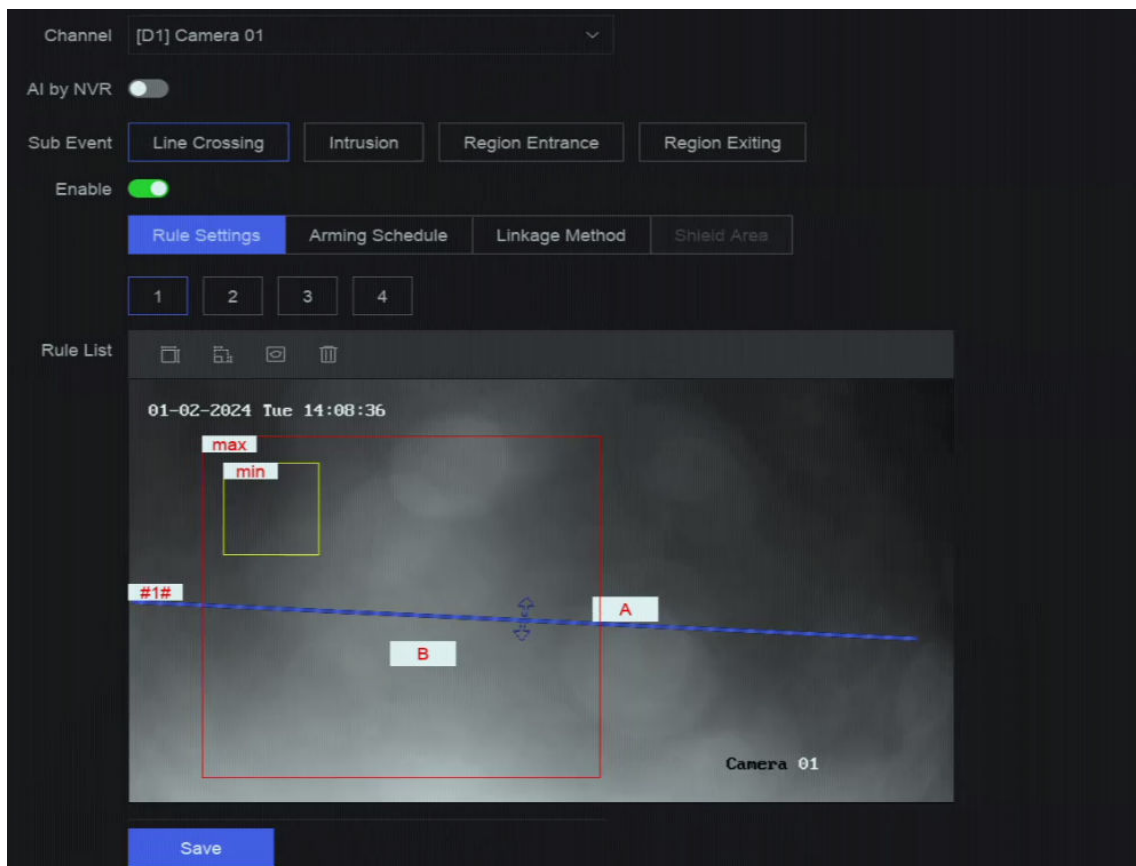 Channel [D1] Camera 01
AI by NVR
Sub Event Line Crossing Intrusion Region Entrance Region Exiting
Enable
Rule Settings Arming Schedule Linkage Method Shield Area
1 2 3 4
Rule List
01-02-2024 Tue 14:08:36
max
min
#1#
A
B
Camera 01
Save